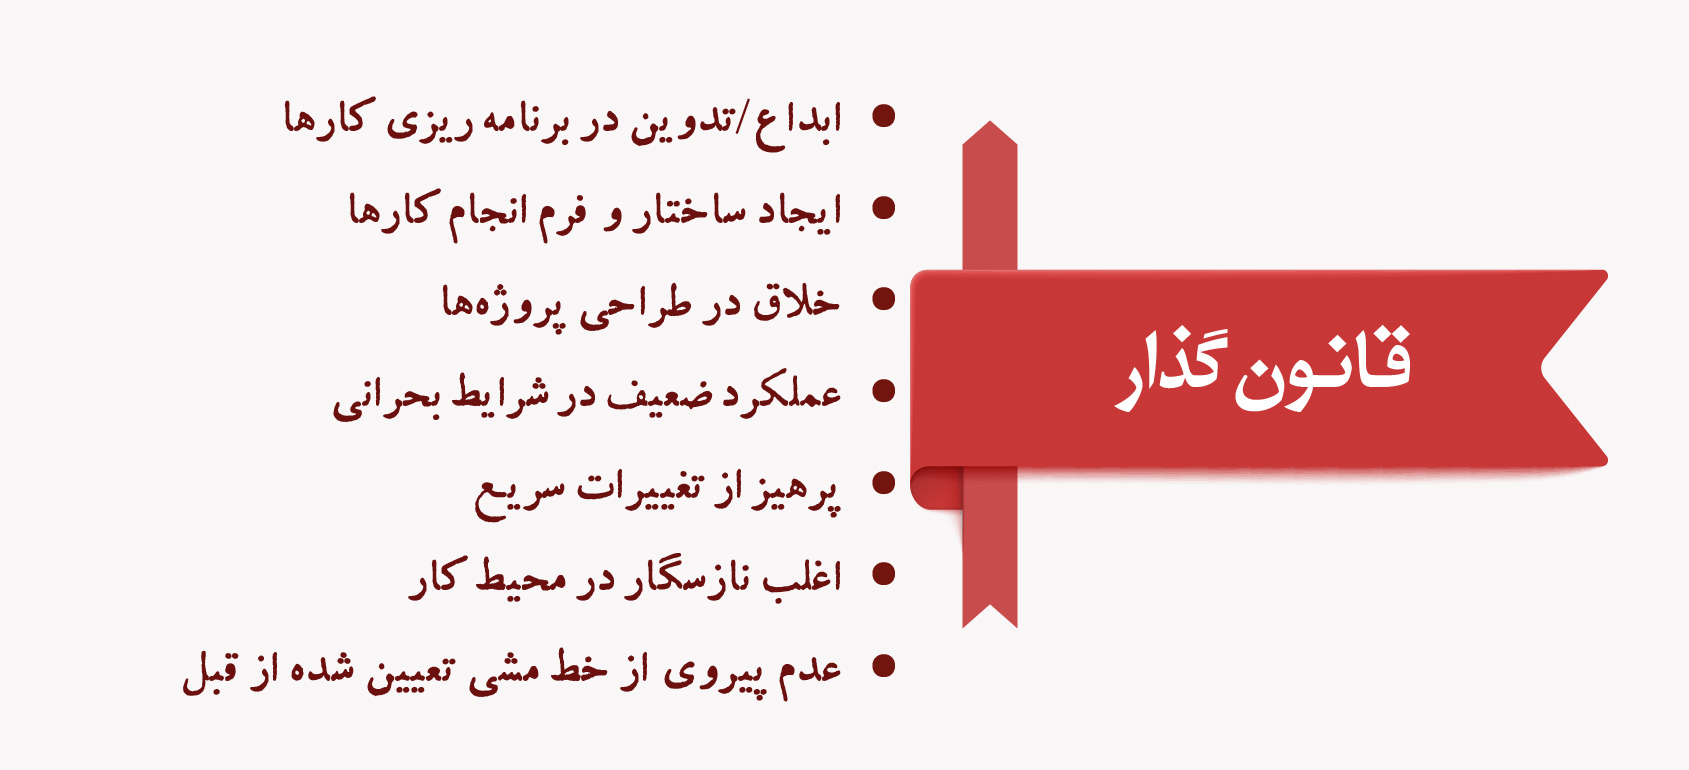 قانون گذار
ابداع/تدوین در برنامه ریزی کارها
ایجاد ساختار و فرم انجام کارها
خلاق در طراحی پروژه‌ها
عملکرد ضعیف در شرایط بحرانی
پرهیز از تغییرات سریع
اغلب نازسگار در محیط کار
عدم پیروی از خط مشی تعیین شده از قبل